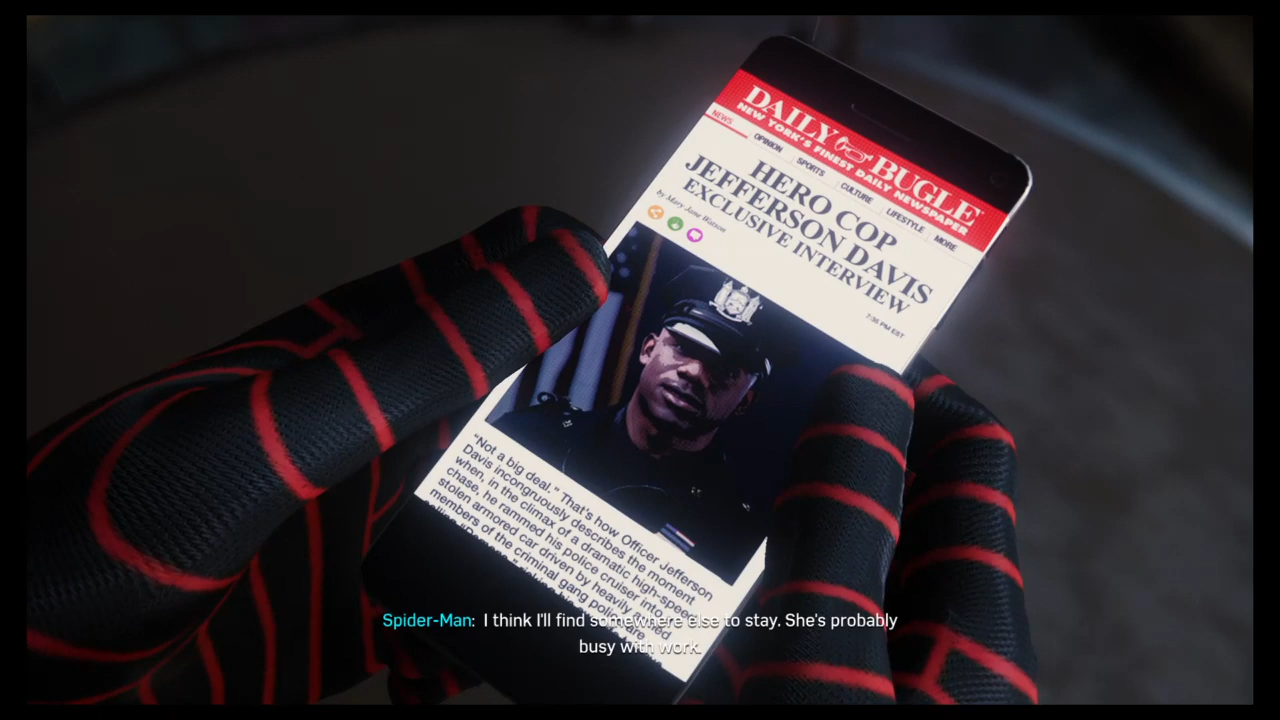 DAILY BUGLE
NEW YORK'S FINEST DAILY NEWSPAPER
NEWS OPINION SPORTS CULTURE LIFESTYLE MORE
HERO COP
JEFFERSON DAVIS
EXCLUSIVE INTERVIEW
by Mary Jane Watson
7:36 PM EST
"Not a big deal." That's how Officer Jefferson
Davis incongruously describes the moment
when, in the climax of a dramatic high-speed
chase, he rammed his police cruiser into a
stolen armored car driven by heavily armed
members of the criminal gang
Spider-Man: I think I'll find somewhere else to stay. She's probably
busy with work.